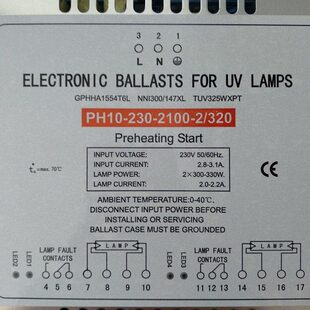 3 2 1
L N
ELECTRONIC BALLASTS FOR UV LAMPS
GPHHA1554T6L NNI300/147XL TUV325WXPT
PH10-230-2100-2/320
Preheating Start
INPUT VOLTAGE: 230V 50/60Hz.
INPUT CURRENT: 2.8-3.1A.
LAMP POWER: 2×300-330W.
LAMP CURRENT: 2.0-2.2A.
tc=max. 70°C
CE
AMBIENT TEMPERATURE:0-40°C.
DISCONNECT INPUT POWER BEFORE
INSTALLING OR SERVICING
BALLAST CASE MUST BE GROUNDED
LED2 LED1 LAMP FAULT CONTACTS LAMP LED4 LED3 LAMP FAULT CONTACTS LAMP
4 5 6 7 8 9 10 11 12 13 14 15 16 17